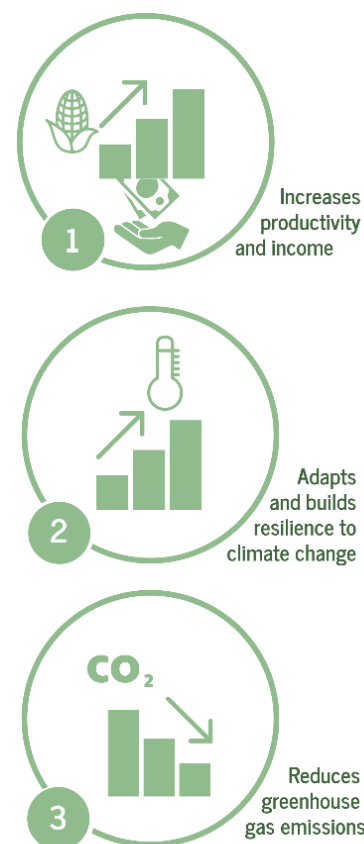 1
Increases
productivity
and income
2
Adapts
and builds
resilience to
climate change
CO₂
3
Reduces
greenhouse
gas emissions